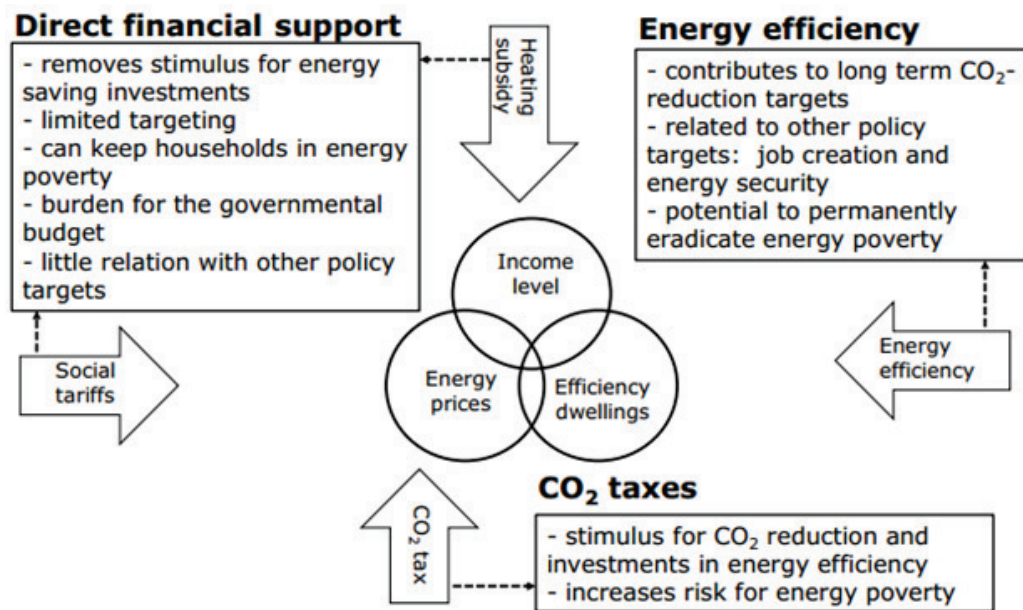 Direct financial support
- removes stimulus for energy
saving investments
- limited targeting
- can keep households in energy
poverty
- burden for the governmental
budget
- little relation with other policy
targets
Heating
subsidy
Energy efficiency
- contributes to long term CO₂-
reduction targets
- related to other policy
targets:  job creation and
energy security
- potential to permanently
eradicate energy poverty
Income
level
Social
tariffs
Energy
prices
Efficiency
dwellings
Energy
efficiency
CO₂ tax
CO₂ taxes
- stimulus for CO₂ reduction and
investments in energy efficiency
- increases risk for energy poverty